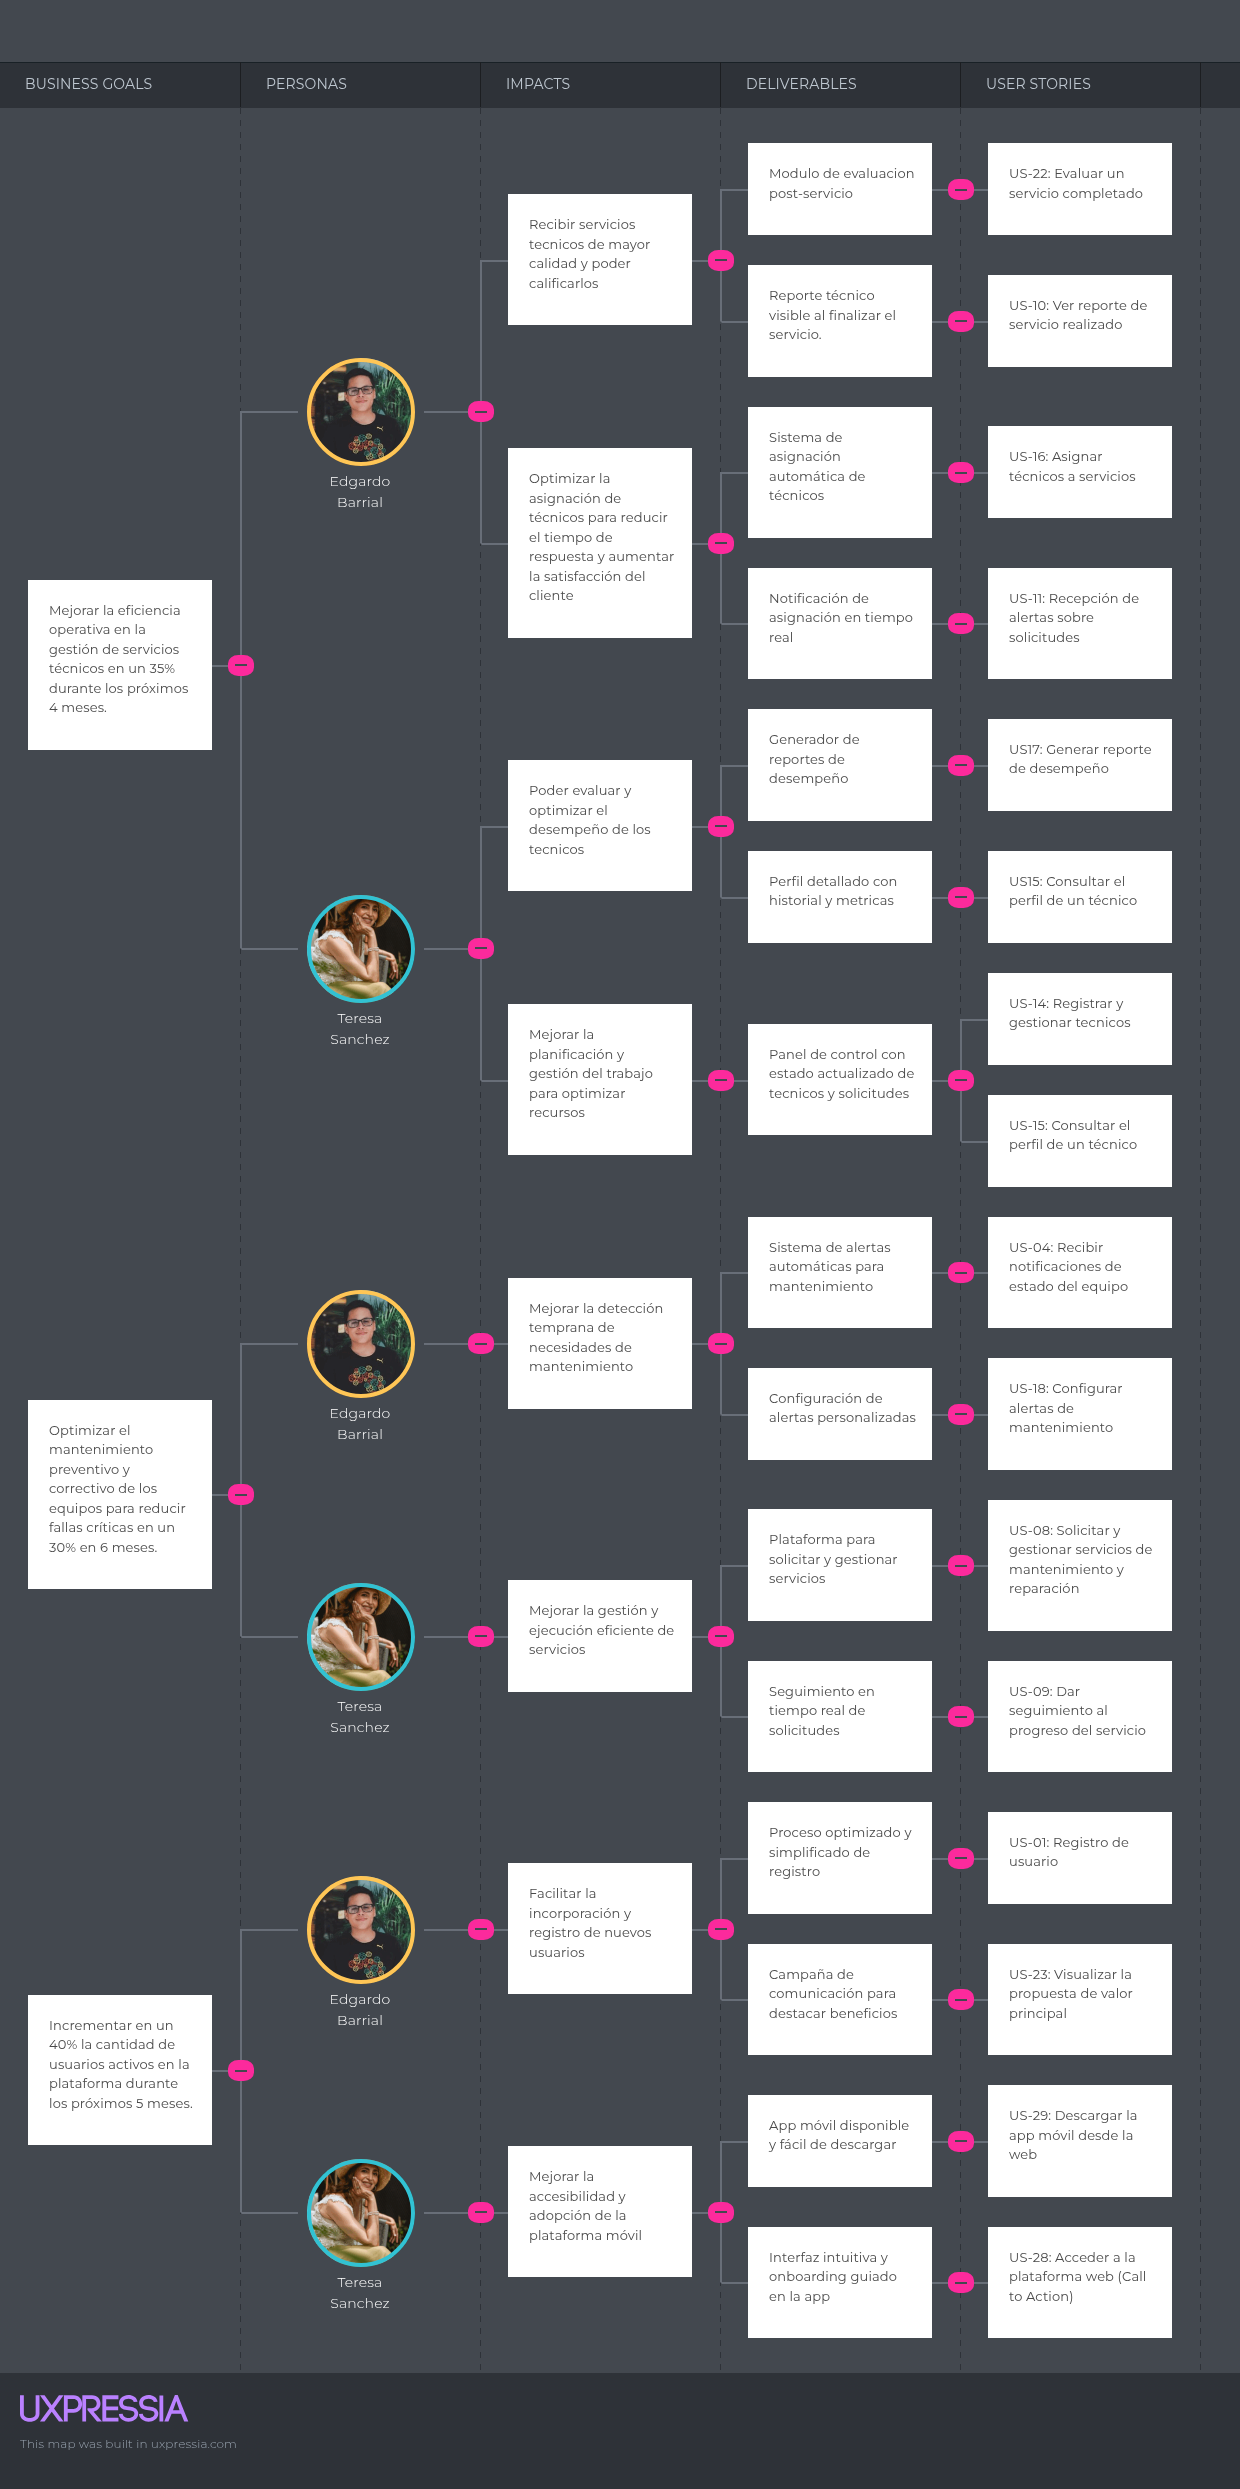 BUSINESS GOALS
PERSONAS
IMPACTS
DELIVERABLES
USER STORIES
Mejorar la eficiencia
operativa en la
gestión de servicios
técnicos en un 35%
durante los próximos
4 meses.
Edgardo
Barrial
Recibir servicios
tecnicos de mayor
calidad y poder
calificarlos
Modulo de evaluacion
post-servicio
US-22: Evaluar un
servicio completado
Reporte técnico
visible al finalizar el
servicio.
US-10: Ver reporte de
servicio realizado
Optimizar la
asignación de
técnicos para reducir
el tiempo de
respuesta y aumentar
la satisfacción del
cliente
Sistema de
asignación
automática de
técnicos
US-16: Asignar
técnicos a servicios
Notificación de
asignación en tiempo
real
US-11: Recepción de
alertas sobre
solicitudes
Teresa
Sanchez
Poder evaluar y
optimizar el
desempeño de los
tecnicos
Generador de
reportes de
desempeño
US17: Generar reporte
de desempeño
Perfil detallado con
historial y metricas
US15: Consultar el
perfil de un técnico
Mejorar la
planificación y
gestión del trabajo
para optimizar
recursos
Panel de control con
estado actualizado de
tecnicos y solicitudes
US-14: Registrar y
gestionar tecnicos
US-15: Consultar el
perfil de un técnico
Optimizar el
mantenimiento
preventivo y
correctivo de los
equipos para reducir
fallas críticas en un
30% en 6 meses.
Edgardo
Barrial
Mejorar la detección
temprana de
necesidades de
mantenimiento
Sistema de alertas
automáticas para
mantenimiento
US-04: Recibir
notificaciones de
estado del equipo
Configuración de
alertas personalizadas
US-18: Configurar
alertas de
mantenimiento
Teresa
Sanchez
Mejorar la gestión y
ejecución eficiente de
servicios
Plataforma para
solicitar y gestionar
servicios
US-08: Solicitar y
gestionar servicios de
mantenimiento y
reparación
Seguimiento en
tiempo real de
solicitudes
US-09: Dar
seguimiento al
progreso del servicio
Incrementar en un
40% la cantidad de
usuarios activos en la
plataforma durante
los próximos 5 meses.
Edgardo
Barrial
Facilitar la
incorporación y
registro de nuevos
usuarios
Proceso optimizado y
simplificado de
registro
US-01: Registro de
usuario
Campaña de
comunicación para
destacar beneficios
US-23: Visualizar la
propuesta de valor
principal
Teresa
Sanchez
Mejorar la
accesibilidad y
adopción de la
plataforma móvil
App móvil disponible
y fácil de descargar
US-29: Descargar la
app móvil desde la
web
Interfaz intuitiva y
onboarding guiado
en la app
US-28: Acceder a la
plataforma web (Call
to Action)
UXPRESSIA
This map was built in uxpressia.com